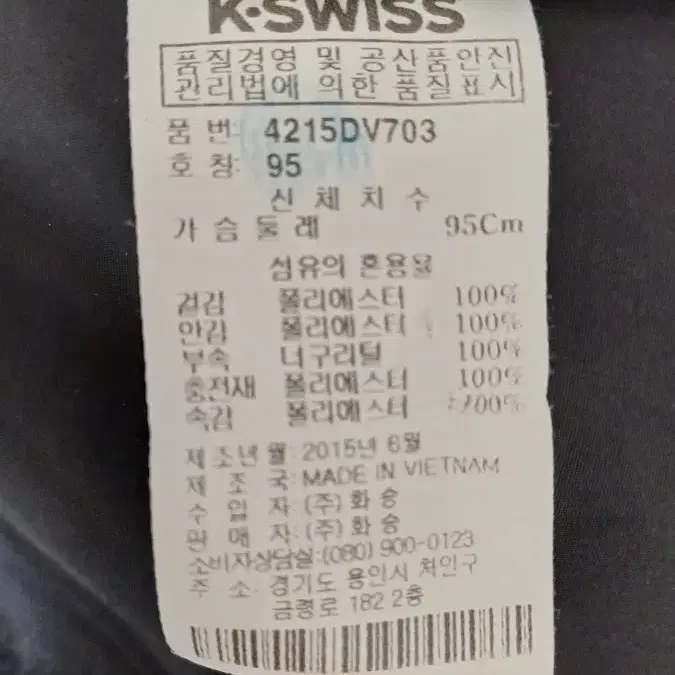 K·SWISS
품질경영 및 공산품안전
관리법에 의한 품질표시
품 번: 4215DV703
호 칭: 95
신 체 치 수
가 슴 둘 레 95Cm
섬유의 혼용율
겉감 폴리에스터 100%
안감 폴리에스터 100%
부속 너구리털 100%
충전재 폴리에스터 100%
속감 폴리에스터 100%
제 조 년 월: 2015년 6월
제 조 국: MADE IN VIETNAM
수 입 자: (주) 화 승
판 매 자: (주) 화 승
소비자상담실:(080) 900-0123
주 소: 경기도 용인시 처인구
금령로 182 2층